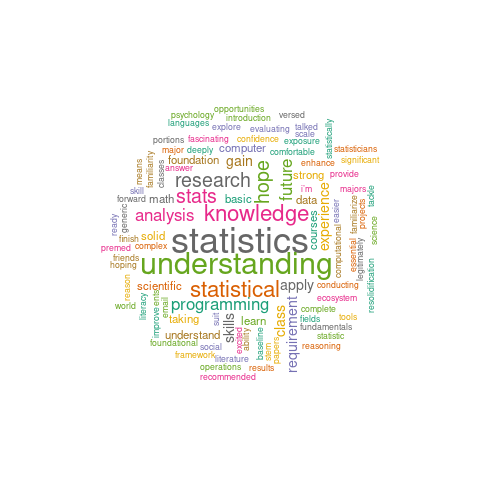 opportunities
psychology
introduction
versed
languages
explore
evaluating
talked
scale
statistically
portions
fascinating
confidence
exposure
major
deeply
computer
comfortable
statisticians
means
familiarity
classes
answer
foundation
gain
hope
future
enhance
significant
skill
research
strong
provide
forward
math
stats
basic
i'm
data
experience
majors
tackle
generic
ready
analysis
knowledge
courses
easier
familiarize
projects
science
finish
solid
statistics
computational
essential
legitimately
premed
complex
friends
hoping
understanding
resolidification
reason
scientific
statistical
apply
conducting
world
literacy
improve
ents
email
programming
requirement
ecosystem
complete
tools
taking
suit
skills
learn
class
fields
fundamentals
understand
ability
excited
baseline
statistic
foundational
social
stem
papers
reasoning
framework
literature
operations
results
recommended